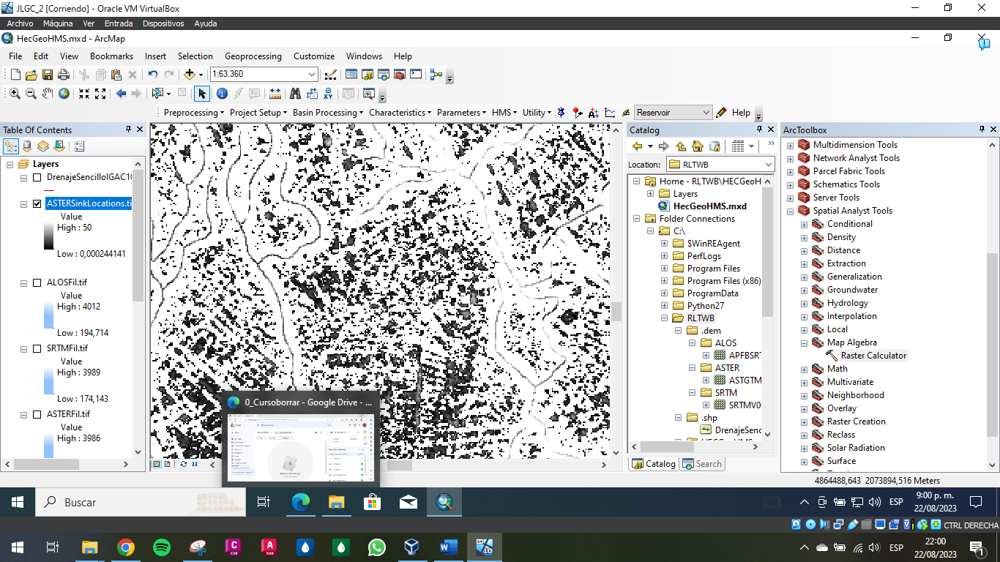 JLGC_2 [Corriendo] - Oracle VM VirtualBox
Archivo Máquina Ver Entrada Dispositivos Ayuda
HecGeoHMS.mxd - ArcMap
File Edit View Bookmarks Insert Selection Geoprocessing Customize Windows Help
1:63.360
Preprocessing Project Setup Basin Processing Characteristics Parameters HMS Utility Reservoir Help
Table Of Contents
Layers
DrenajeSencilloIGAC10
ASTERSinkLocations.ti
Value
High : 50
Low : 0,000244141
ALOSFil.tif
Value
High : 4012
Low : 194,714
SRTMFil.tif
Value
High : 3989
Low : 174,143
ASTERFil.tif
Value
High : 3986
0_Cursoborrar - Google Drive - ...
Catalog
Location: RLTWB
Home - RLTWB\HECGeoH
Layers
HecGeoHMS.mxd
Folder Connections
C:\
$WinREAgent
PerfLogs
Program Files
Program Files (x86)
ProgramData
Python27
RLTWB
.dem
ALOS
APFBSRT
ASTER
ASTGTM
SRTM
SRTMV0
.shp
DrenajeSenc
Catalog Search
ArcToolbox
Multidimension Tools
Network Analyst Tools
Parcel Fabric Tools
Schematics Tools
Server Tools
Spatial Analyst Tools
Conditional
Density
Distance
Extraction
Generalization
Groundwater
Hydrology
Interpolation
Local
Map Algebra
Raster Calculator
Math
Multivariate
Neighborhood
Overlay
Raster Creation
Reclass
Solar Radiation
Surface
4864488,643 2073894,516 Meters
Buscar
ESP
9:00 p. m.
22/08/2023
CTRL DERECHA
ESP
22:00
22/08/2023